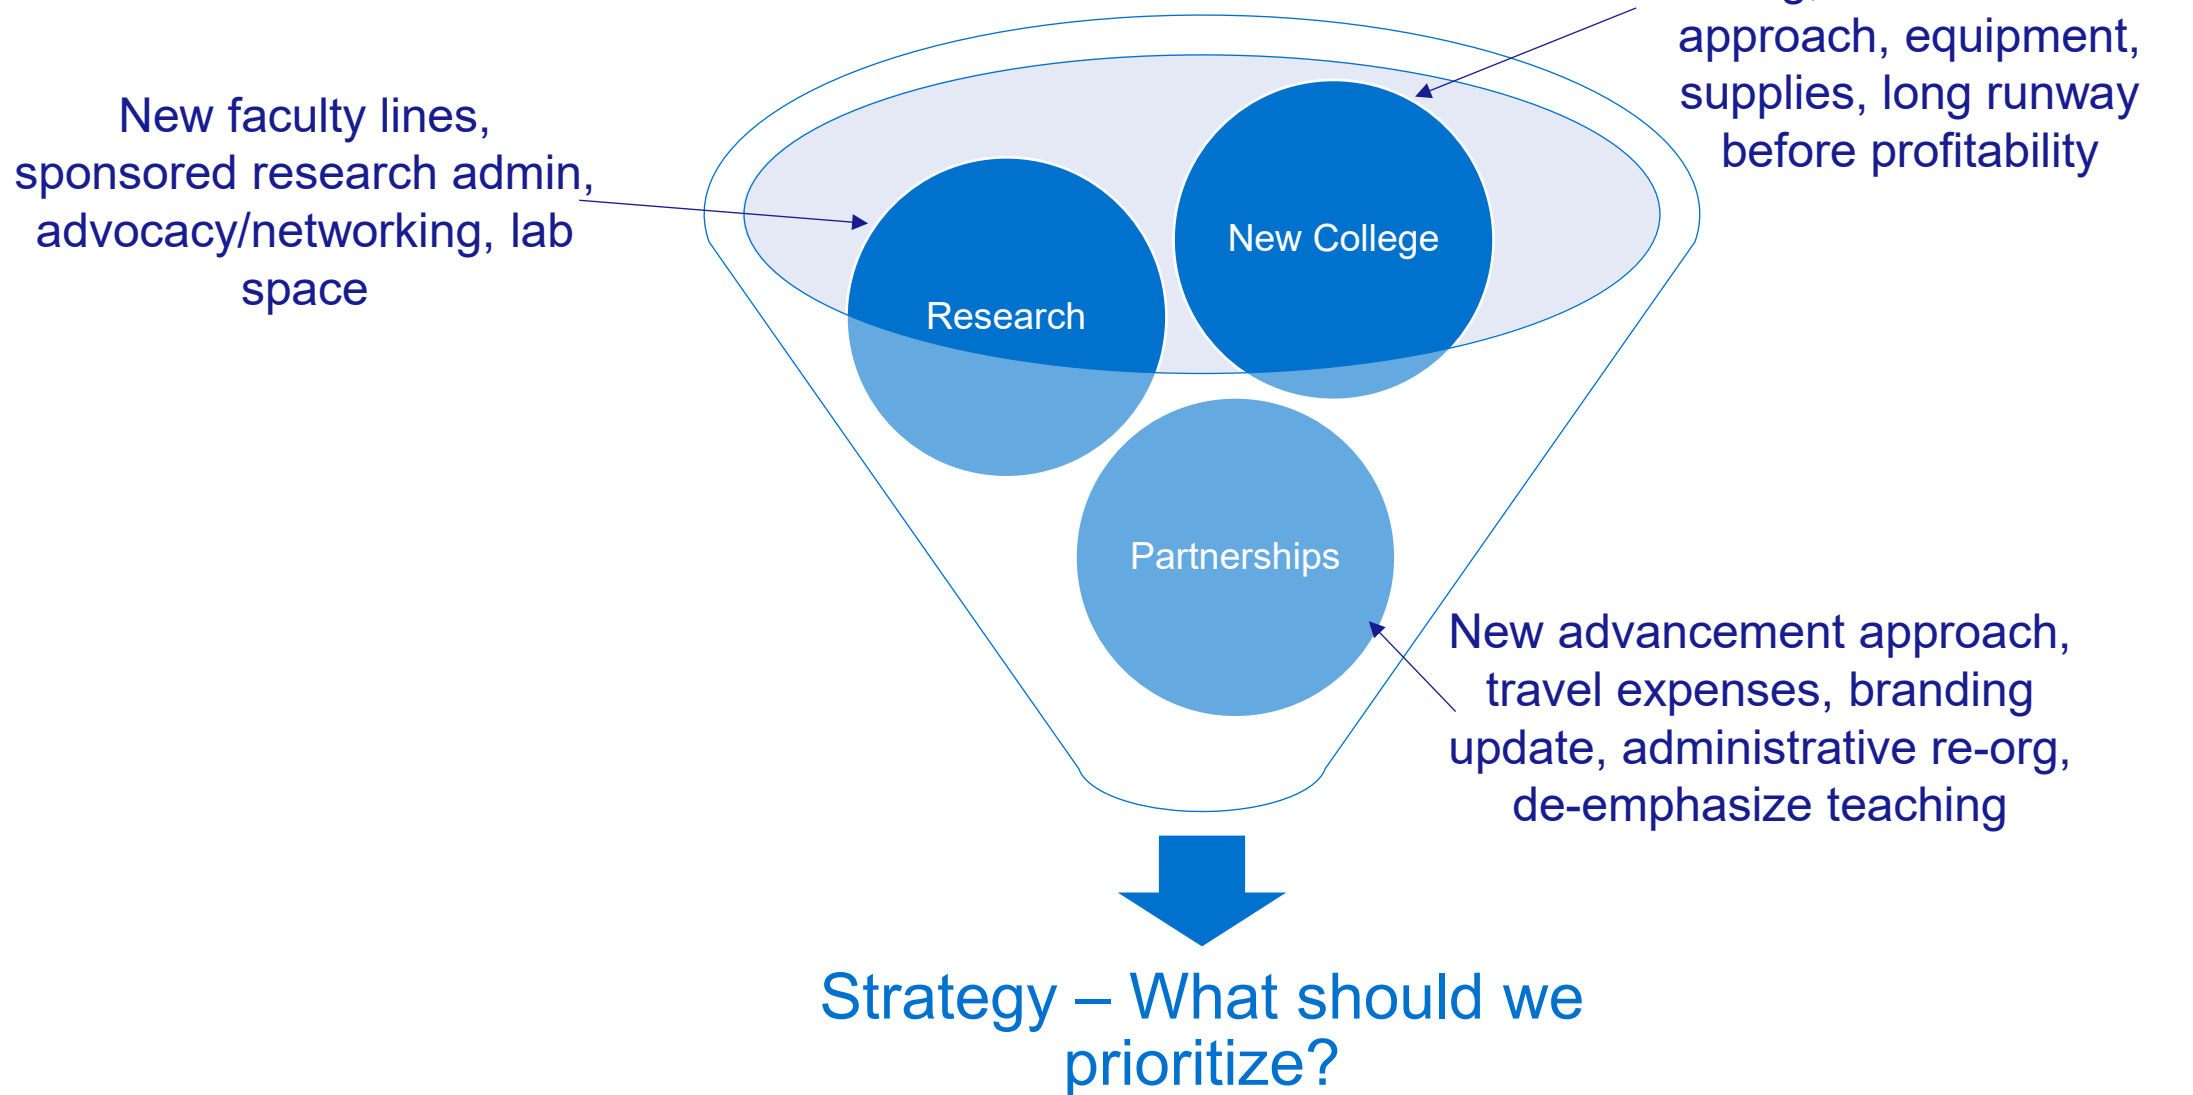 approach, equipment,
supplies, long runway
before profitability
New faculty lines,
sponsored research admin,
advocacy/networking, lab
space
New College
Research
Partnerships
New advancement approach,
travel expenses, branding
update, administrative re-org,
de-emphasize teaching
Strategy – What should we
prioritize?